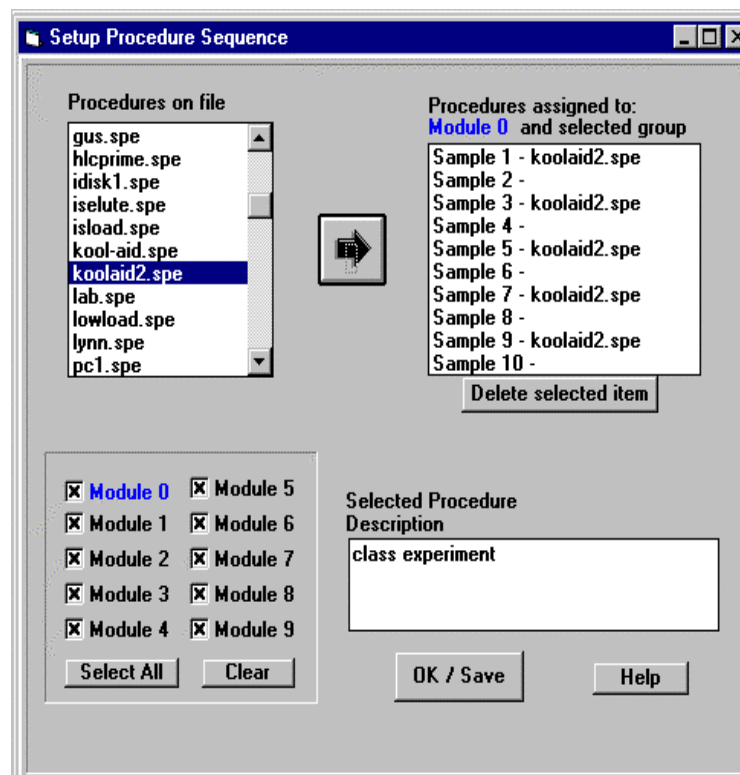 Setup Procedure Sequence
Procedures on file
gus.spe
hlcprime.spe
idisk1.spe
iselute.spe
isload.spe
kool-aid.spe
koolaid2.spe
lab.spe
lowload.spe
lynn.spe
pc1.spe
Procedures assigned to:
Module 0 and selected group
Sample 1 - koolaid2.spe
Sample 2 -
Sample 3 - koolaid2.spe
Sample 4 -
Sample 5 - koolaid2.spe
Sample 6 -
Sample 7 - koolaid2.spe
Sample 8 -
Sample 9 - koolaid2.spe
Sample 10 -
Delete selected item
Module 0
Module 5
Module 1
Module 6
Module 2
Module 7
Module 3
Module 8
Module 4
Module 9
Select All
Clear
Selected Procedure
Description
class experiment
OK / Save
Help